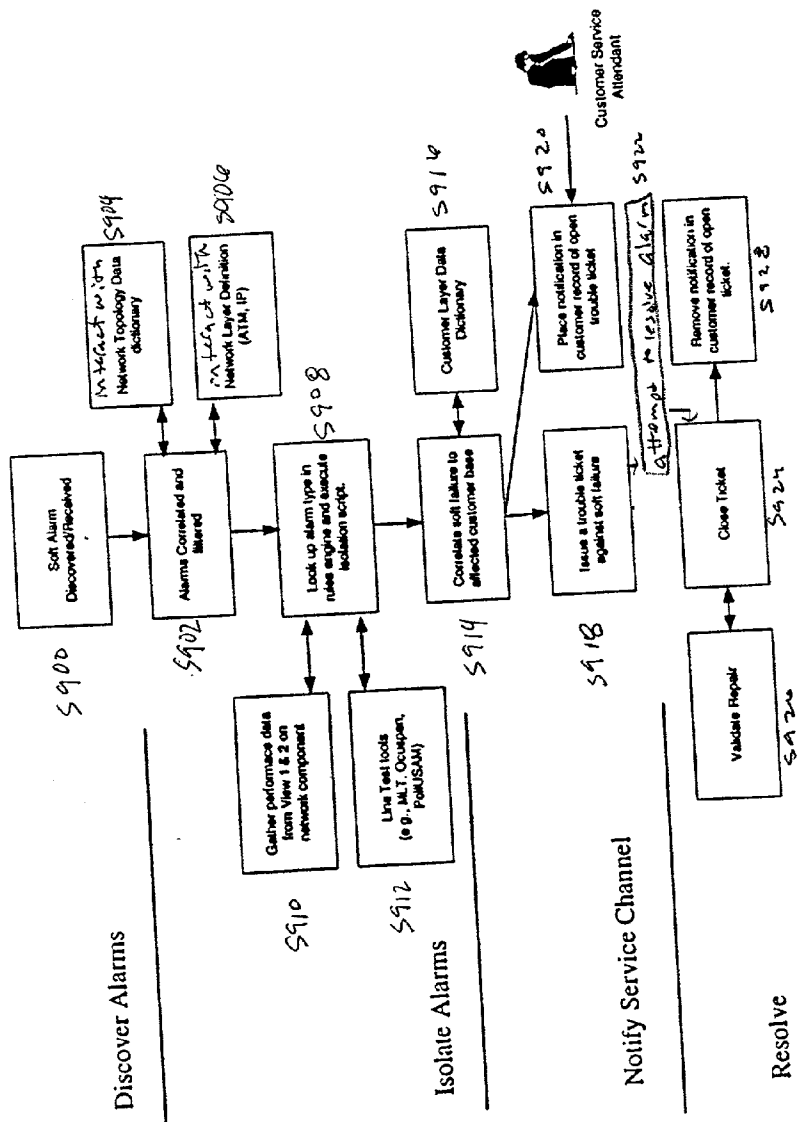 Discover Alarms
S900
Soft Alarm
Discovered/Received
S902
Alarms Correlated and
filtered
S904
Interact with
Network Topology Data
dictionary
S906
interact with
Network Layer Definition
(ATM, IP)
Isolate Alarms
S910
Gather performace data
from View 1 & 2 on
network component
S912
Line Test tools
(e.g., MLT, Ocuspan,
Poll/USAM)
S908
Look up alarm type in
rules engine and execute
isolation script.
S914
Correlate soft failure to
affected customer base
S916
Customer Layer Data
Dictionary
Notify Service Channel
S918
Issue a trouble ticket
against soft failure
S920
Place notification in
customer record of open
trouble ticket
Customer Service
Attendant
attempt to resolve alarm
S922
Resolve
S926
Validate Repair
S924
Close Ticket
S928
Remove notification in
customer record of open
ticket.